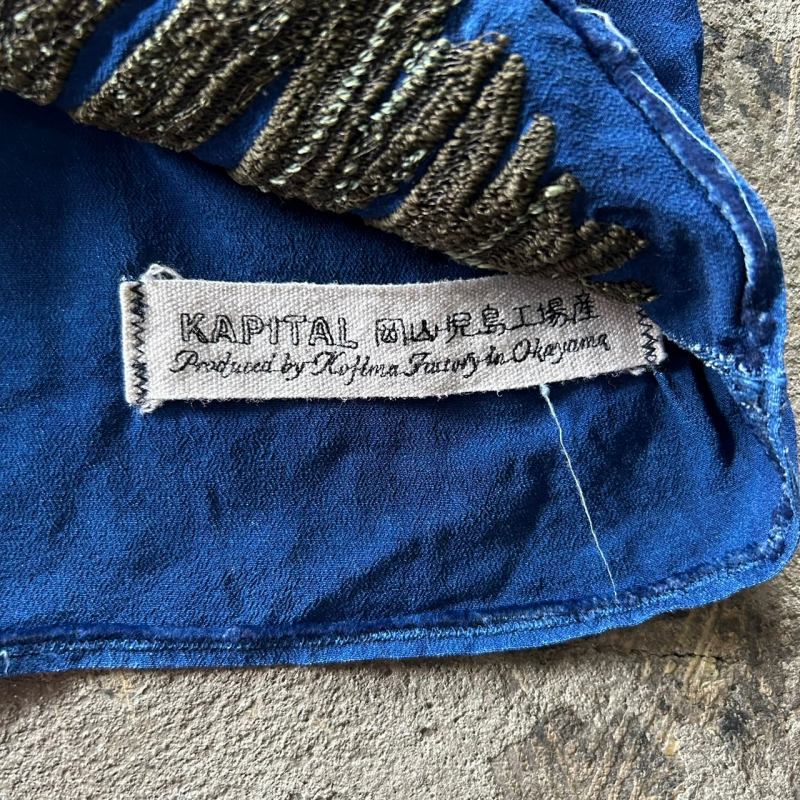 KAPITAL 岡山児島工場産
Produced by Kojima Factory in Okayama